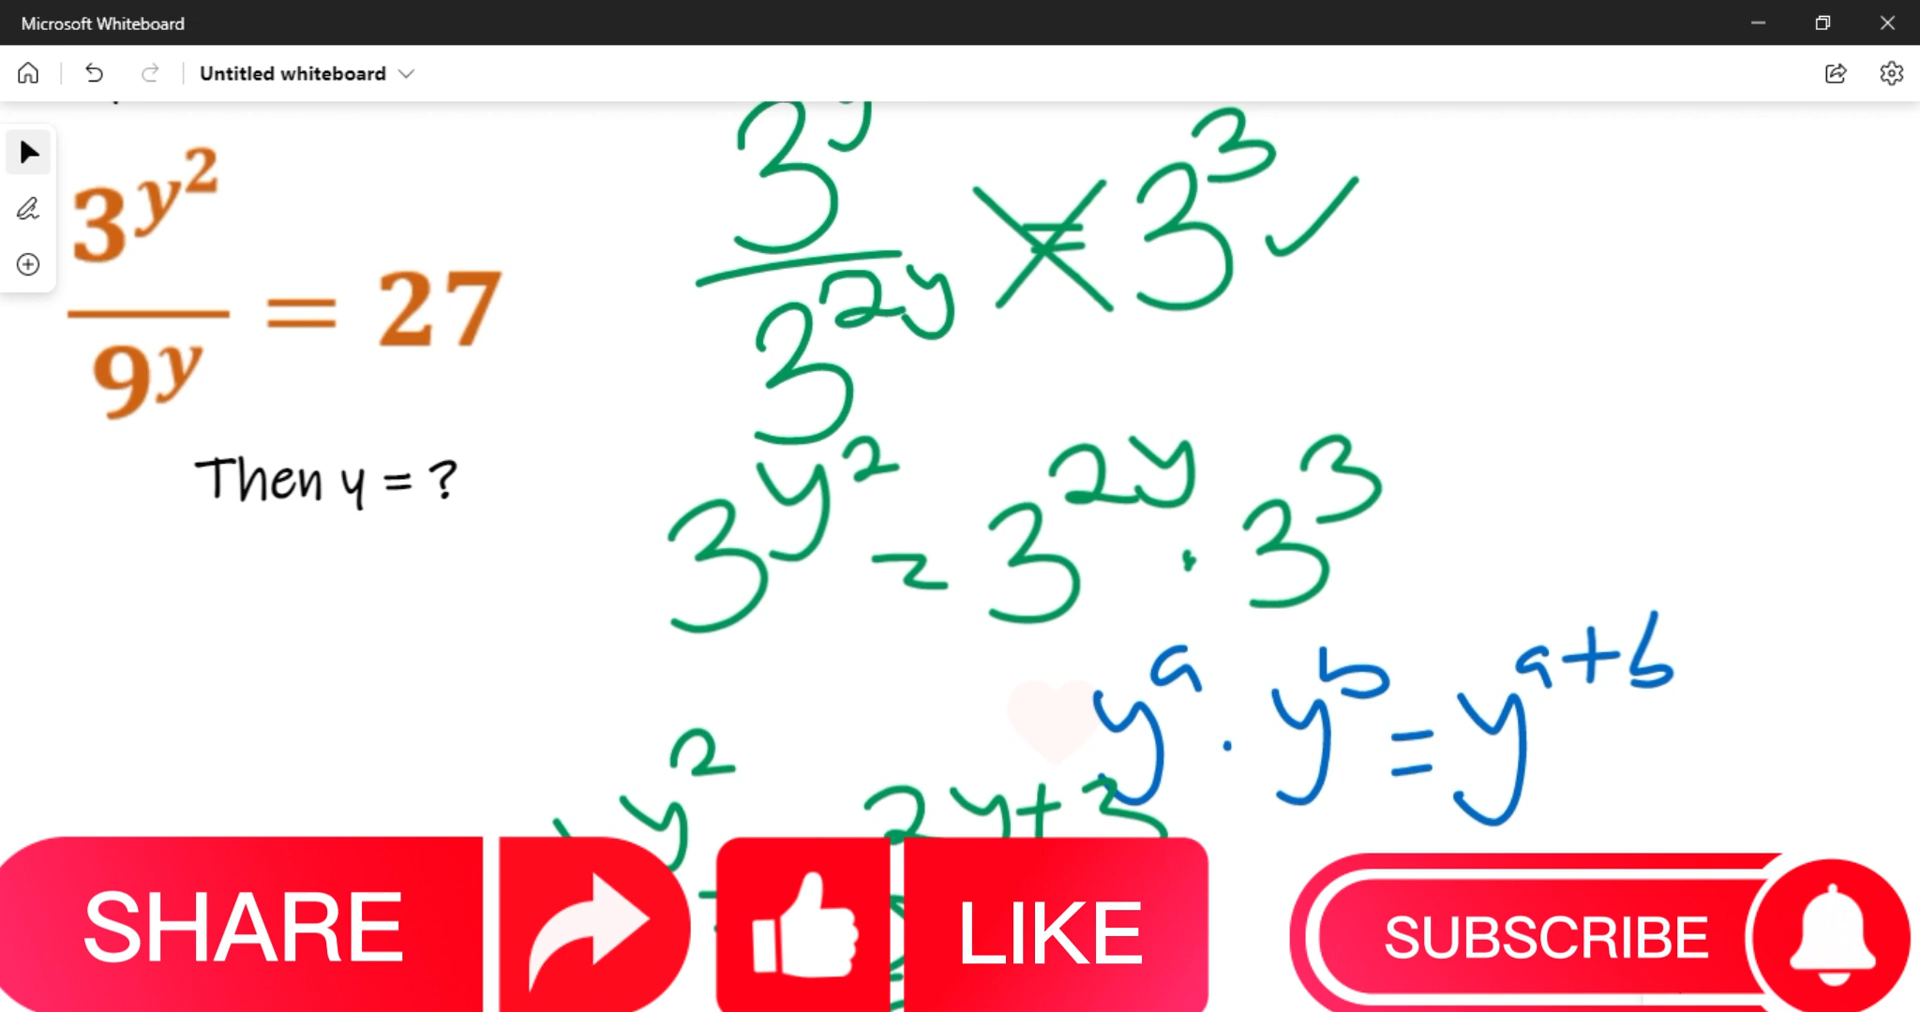 Microsoft Whiteboard
Untitled whiteboard
3^{y^2}/9^y = 27
Then y = ?
3^y/3^{2y} = 3^3 ✓
3^{y^2} = 3^{2y} · 3^3
y^a · y^b = y^{a+b}
y^2 2y+3
SHARE LIKE SUBSCRIBE